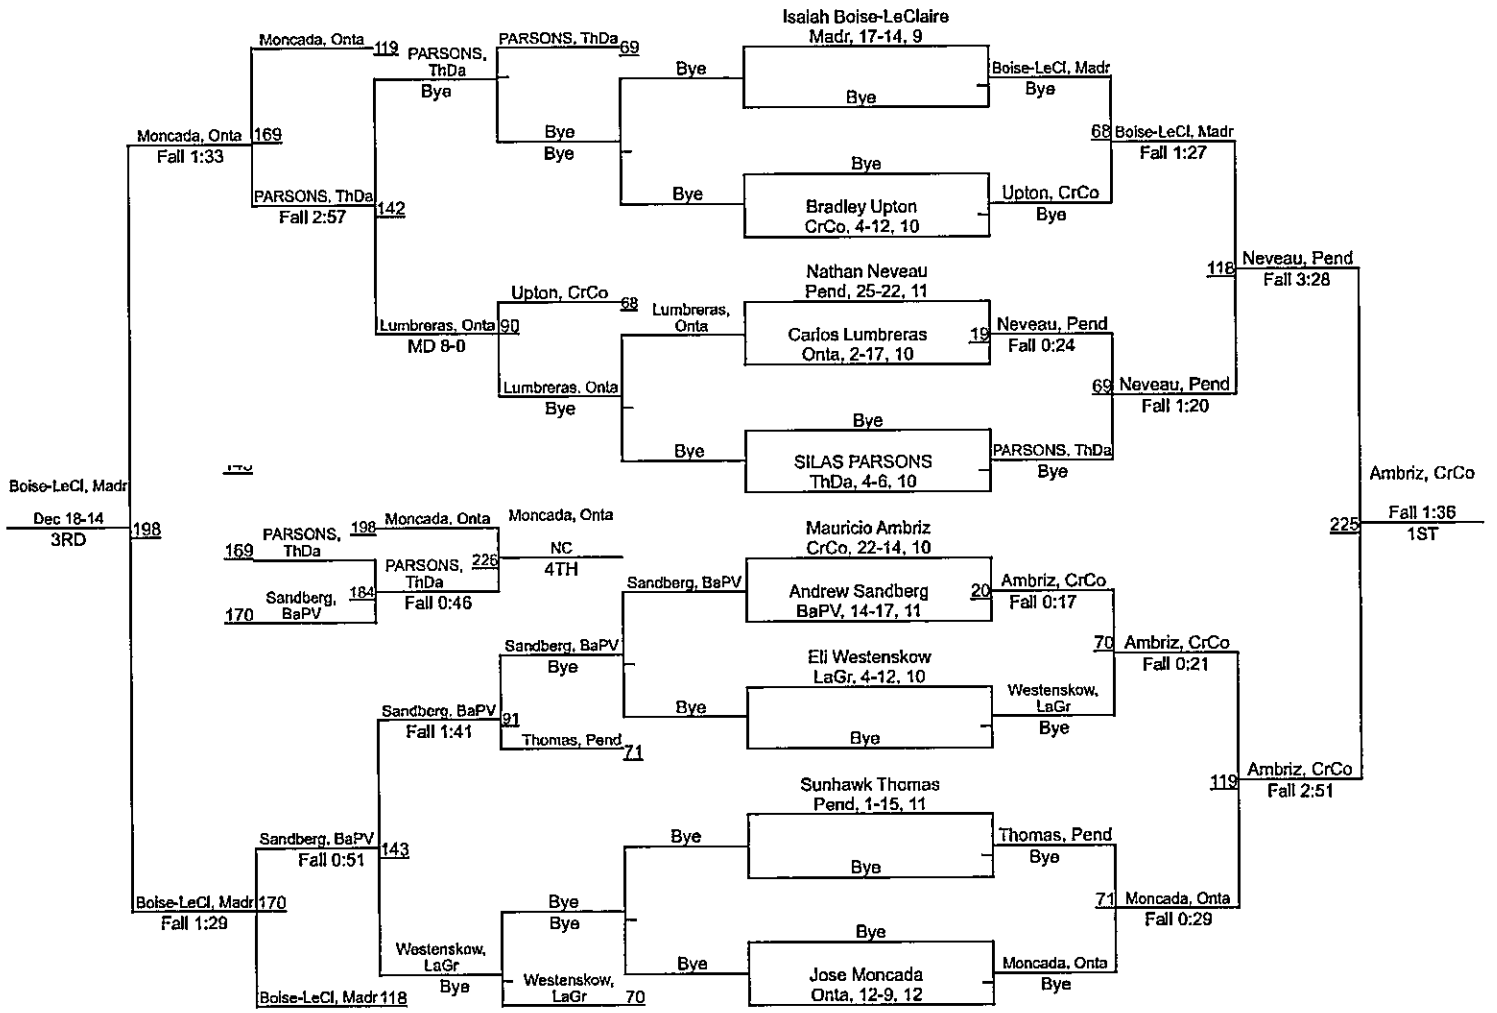 Isaiah Boise-LeClaire
Madr, 17-14, 9
Moncada, Onta
119
PARSONS,
ThDa
Bye
PARSONS, ThDa
69
Bye
Bye
Boise-LeCl, Madr
Bye
Moncada, Onta
169
Fall 1:33
Bye
Bye
68
Boise-LeCl, Madr
Fall 1:27
PARSONS, ThDa
Fall 2:57
142
Bye
Bye
Bradley Upton
CrCo, 4-12, 10
Upton, CrCo
Bye
Nathan Neveau
Pend, 25-22, 11
118
Neveau, Pend
Fall 3:28
Upton, CrCo
68
Lumbreras, Onta
90
MD 8-0
Lumbreras,
Onta
Carlos Lumbreras
Onta, 2-17, 10
19
Neveau, Pend
Fall 0:24
Lumbreras, Onta
Bye
69
Neveau, Pend
Fall 1:20
Bye
Bye
SILAS PARSONS
ThDa, 4-6, 10
PARSONS, ThDa
Bye
Boise-LeCl, Madr
Dec 18-14
3RD
198
Ambriz, CrCo
225
Fall 1:36
1ST
169
PARSONS,
ThDa
198
Moncada, Onta
Moncada, Onta
226
NC
4TH
170
Sandberg,
BaPV
184
PARSONS,
ThDa
Fall 0:46
Mauricio Ambriz
CrCo, 22-14, 10
Sandberg, BaPV
Andrew Sandberg
BaPV, 14-17, 11
20
Ambriz, CrCo
Fall 0:17
Sandberg, BaPV
Bye
Eli Westenskow
LaGr, 4-12, 10
70
Ambriz, CrCo
Fall 0:21
Sandberg, BaPV
91
Fall 1:41
Bye
Bye
Westenskow,
LaGr
Bye
Thomas, Pend
71
Sunhawk Thomas
Pend, 1-15, 11
119
Ambriz, CrCo
Fall 2:51
Sandberg, BaPV
143
Fall 0:51
Bye
Bye
Thomas, Pend
Bye
Boise-LeCl, Madr
170
Fall 1:29
Bye
Bye
71
Moncada, Onta
Fall 0:29
Westenskow,
LaGr
Bye
Westenskow,
LaGr
70
Bye
Bye
Jose Moncada
Onta, 12-9, 12
Moncada, Onta
Bye
Boise-LeCl, Madr
118